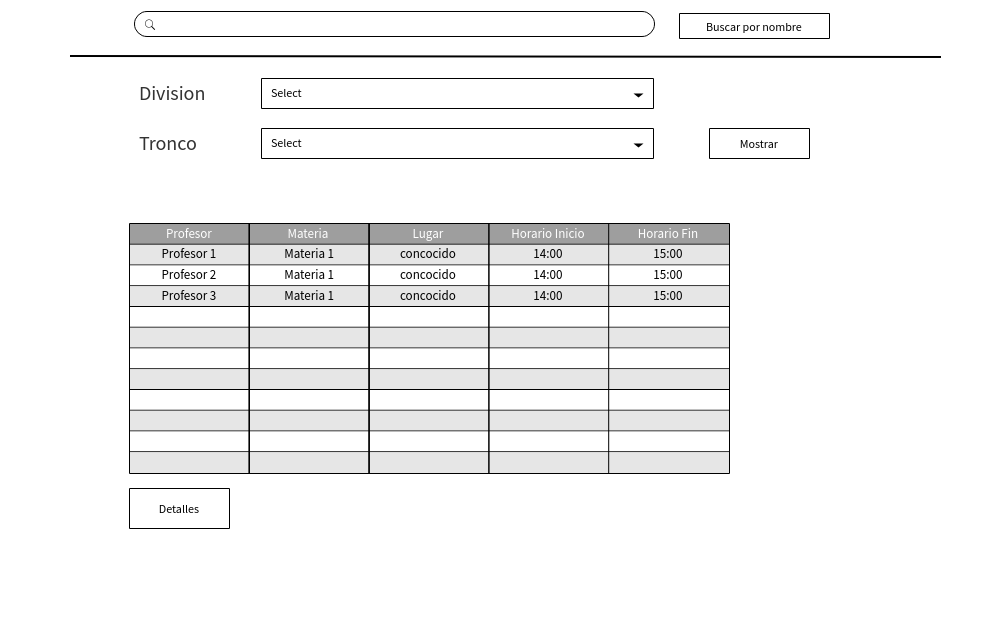 Buscar por nombre
Division Select
Tronco Select Mostrar
Profesor Materia Lugar Horario Inicio Horario Fin
Profesor 1 Materia 1 concocido 14:00 15:00
Profesor 2 Materia 1 concocido 14:00 15:00
Profesor 3 Materia 1 concocido 14:00 15:00
Detalles